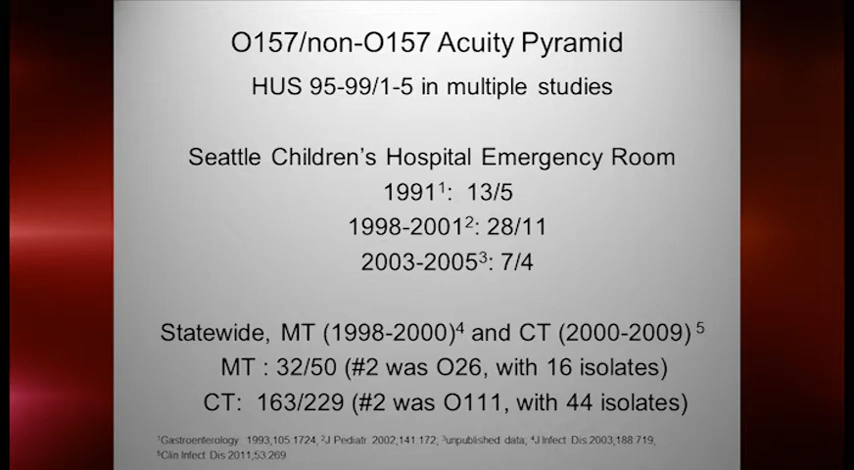 O157/non-O157 Acuity Pyramid
HUS 95-99/1-5 in multiple studies
Seattle Children's Hospital Emergency Room
1991¹: 13/5
1998-2001²: 28/11
2003-2005³: 7/4
Statewide, MT (1998-2000)⁴ and CT (2000-2009) ⁵
MT : 32/50 (#2 was O26, with 16 isolates)
CT: 163/229 (#2 was O111, with 44 isolates)
¹Gastroenterology 1993;105:1724, ²J Pediatr. 2002;141:172, ³unpublished data; ⁴J Infect Dis.2003;188:719,
⁵Clin Infect Dis 2011;53:269